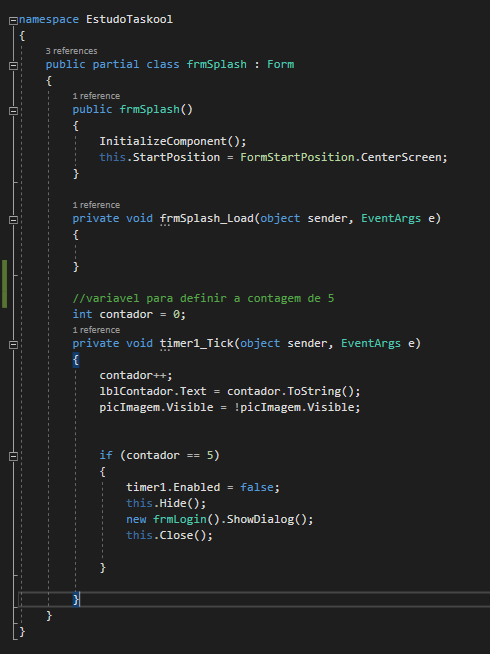 namespace EstudoTaskool
{
3 references
public partial class frmSplash : Form
{
1 reference
public frmSplash()
{
InitializeComponent();
this.StartPosition = FormStartPosition.CenterScreen;
}
1 reference
private void frmSplash_Load(object sender, EventArgs e)
{
}
//variavel para definir a contagem de 5
int contador = 0;
1 reference
private void timer1_Tick(object sender, EventArgs e)
{
contador++;
lblContador.Text = contador.ToString();
picImagem.Visible = !picImagem.Visible;
if (contador == 5)
{
timer1.Enabled = false;
this.Hide();
new frmLogin().ShowDialog();
this.Close();
}
}
}
}